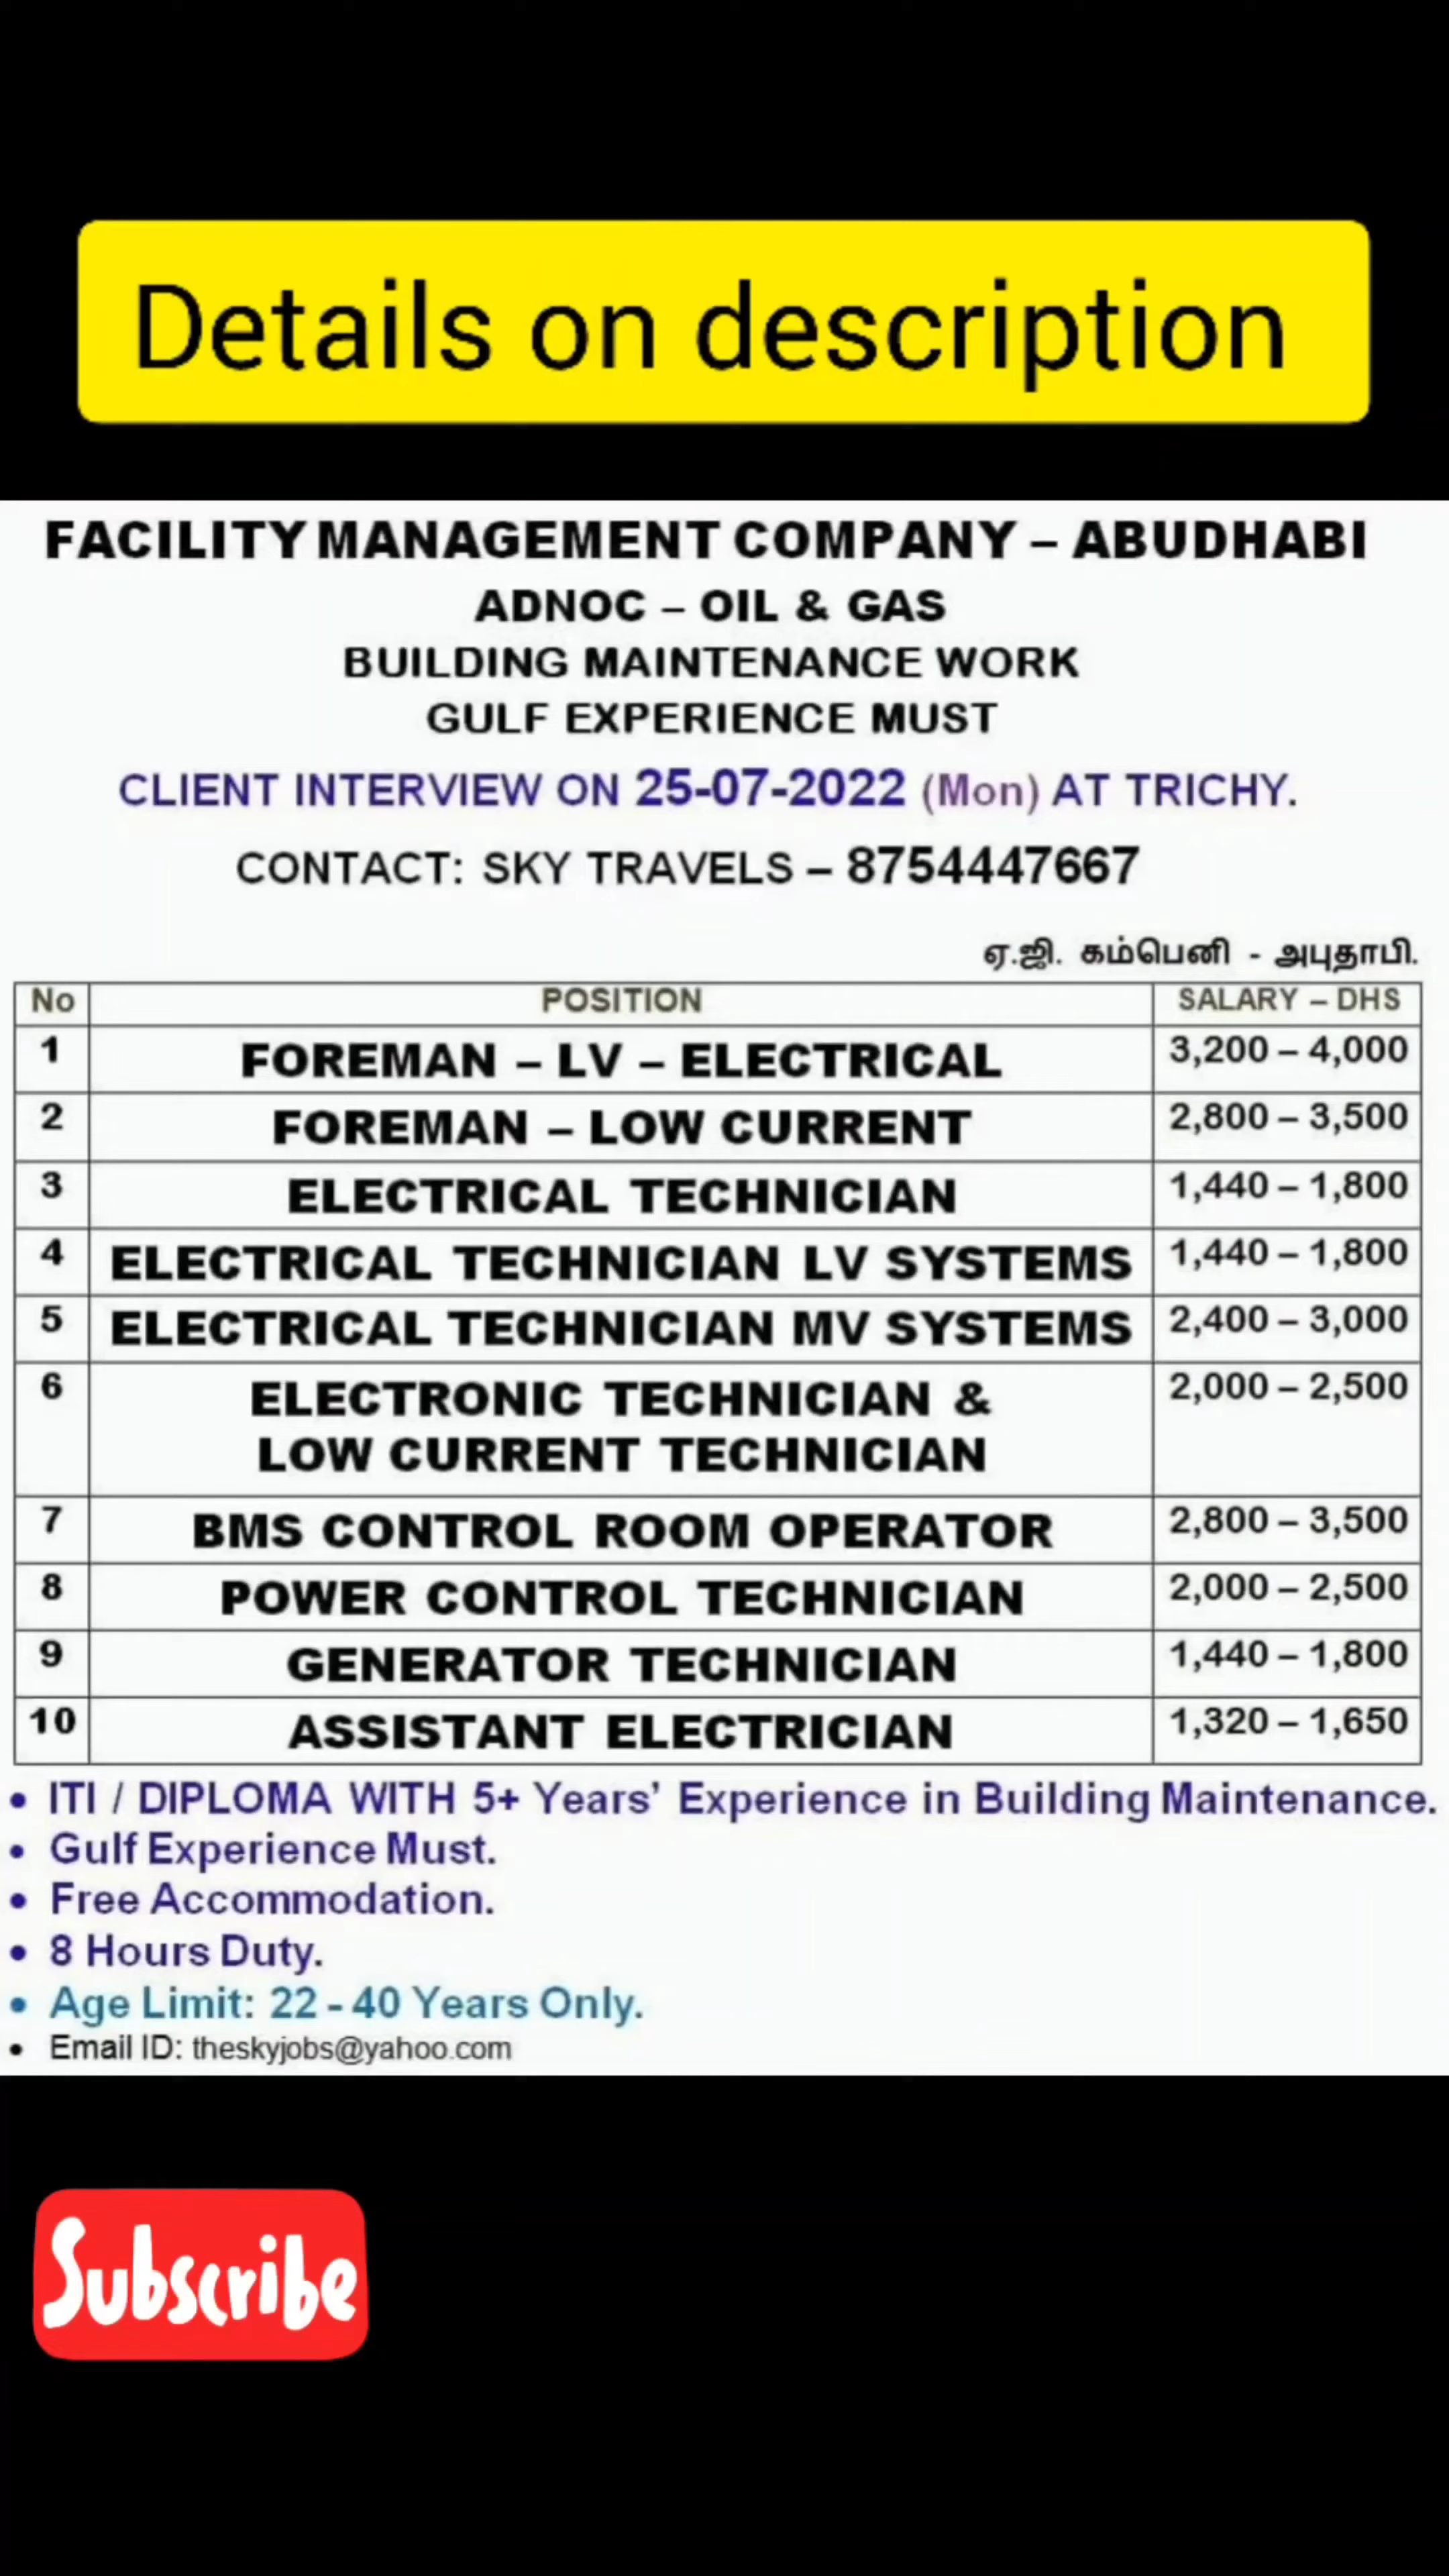 Details on description
FACILITY MANAGEMENT COMPANY – ABUDHABI
ADNOC – OIL & GAS
BUILDING MAINTENANCE WORK
GULF EXPERIENCE MUST
CLIENT INTERVIEW ON 25-07-2022 (Mon) AT TRICHY.
CONTACT: SKY TRAVELS – 8754447667
ஏ.ஜி. கம்பெனி - அபுதாபி.
No POSITION SALARY – DHS
1 FOREMAN – LV – ELECTRICAL 3,200 – 4,000
2 FOREMAN – LOW CURRENT 2,800 – 3,500
3 ELECTRICAL TECHNICIAN 1,440 – 1,800
4 ELECTRICAL TECHNICIAN LV SYSTEMS 1,440 – 1,800
5 ELECTRICAL TECHNICIAN MV SYSTEMS 2,400 – 3,000
6 ELECTRONIC TECHNICIAN & 2,000 – 2,500
LOW CURRENT TECHNICIAN
7 BMS CONTROL ROOM OPERATOR 2,800 – 3,500
8 POWER CONTROL TECHNICIAN 2,000 – 2,500
9 GENERATOR TECHNICIAN 1,440 – 1,800
10 ASSISTANT ELECTRICIAN 1,320 – 1,650
• ITI / DIPLOMA WITH 5+ Years' Experience in Building Maintenance.
• Gulf Experience Must.
• Free Accommodation.
• 8 Hours Duty.
• Age Limit: 22 - 40 Years Only.
• Email ID: theskyjobs@yahoo.com
Subscribe